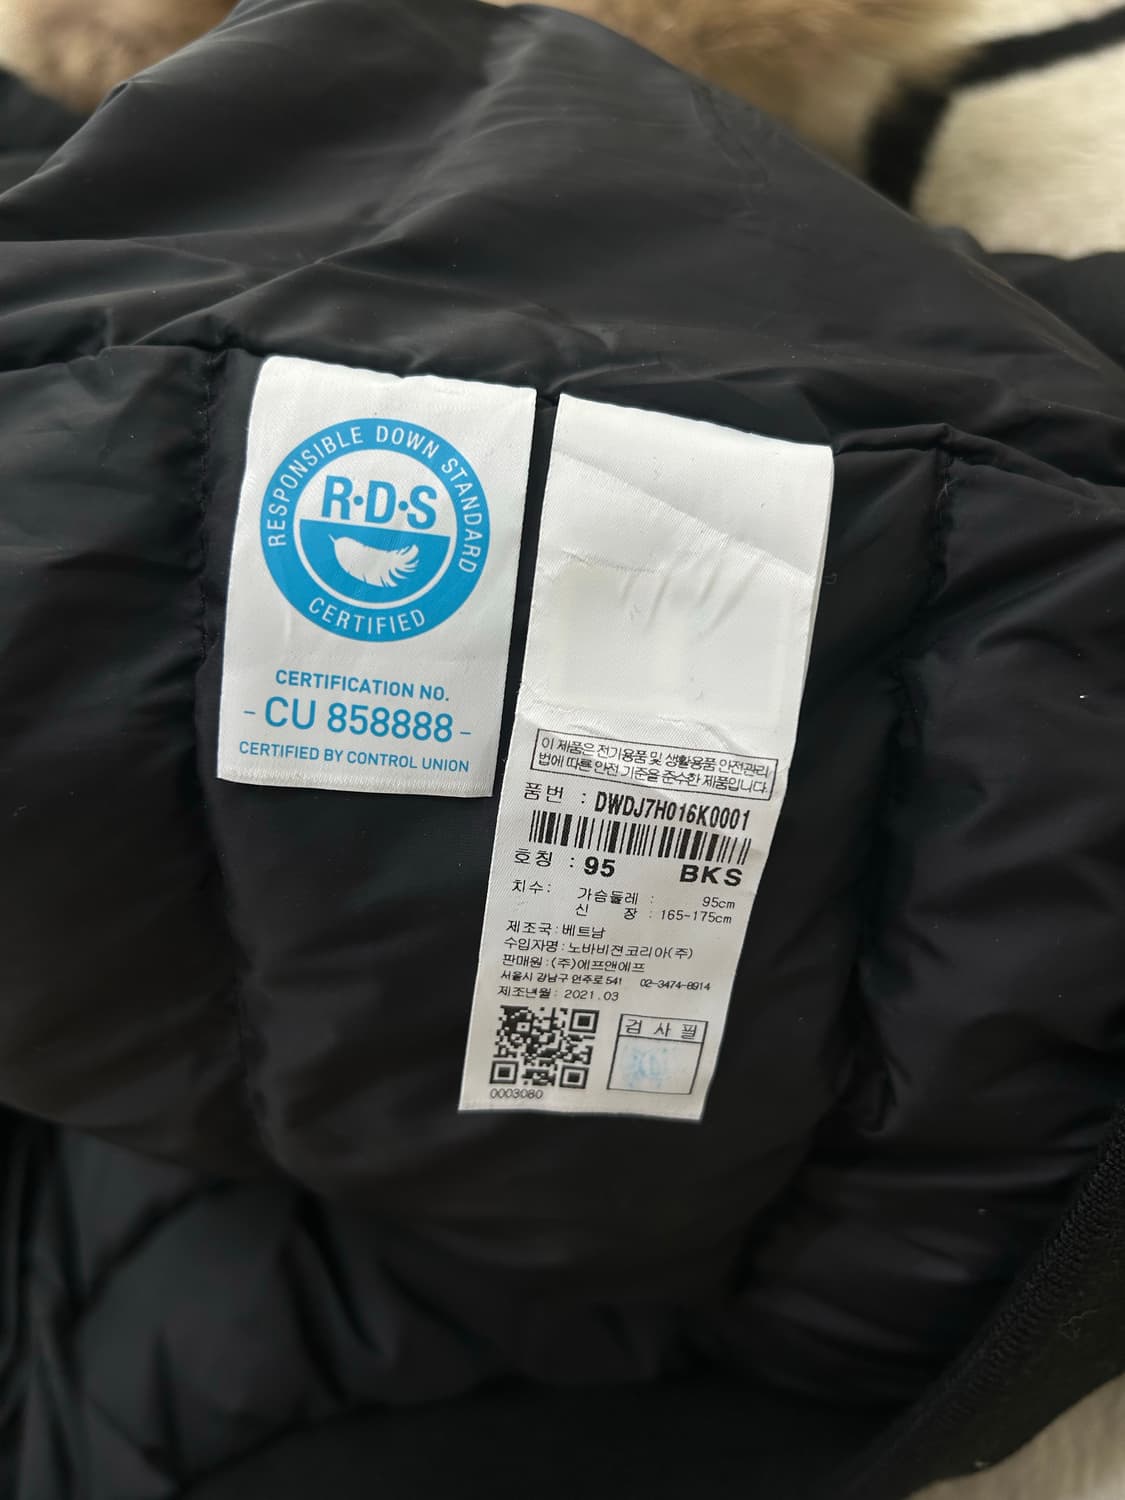 RESPONSIBLE DOWN STANDARD
R·D·S
CERTIFIED
CERTIFICATION NO.
- CU 858888 -
CERTIFIED BY CONTROL UNION
이 제품은 전기용품 및 생활용품 안전관리
법에 따른 안전 기준을 준수한 제품입니다.
품번 : DWDJ7H016K0001
호칭 : 95 BKS
치수: 가슴둘레 : 95cm
신 장 : 165~175cm
제조국: 베트남
수입자명: 노바비젼코리아(주)
판매원: (주)에프앤에프
서울시 강남구 언주로 541 02-3474-8914
제조년월: 2021.03
검 사 필
0003080